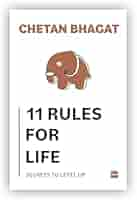 CHETAN BHAGAT
11 RULES
FOR
LIFE
SECRETS TO LEVEL UP